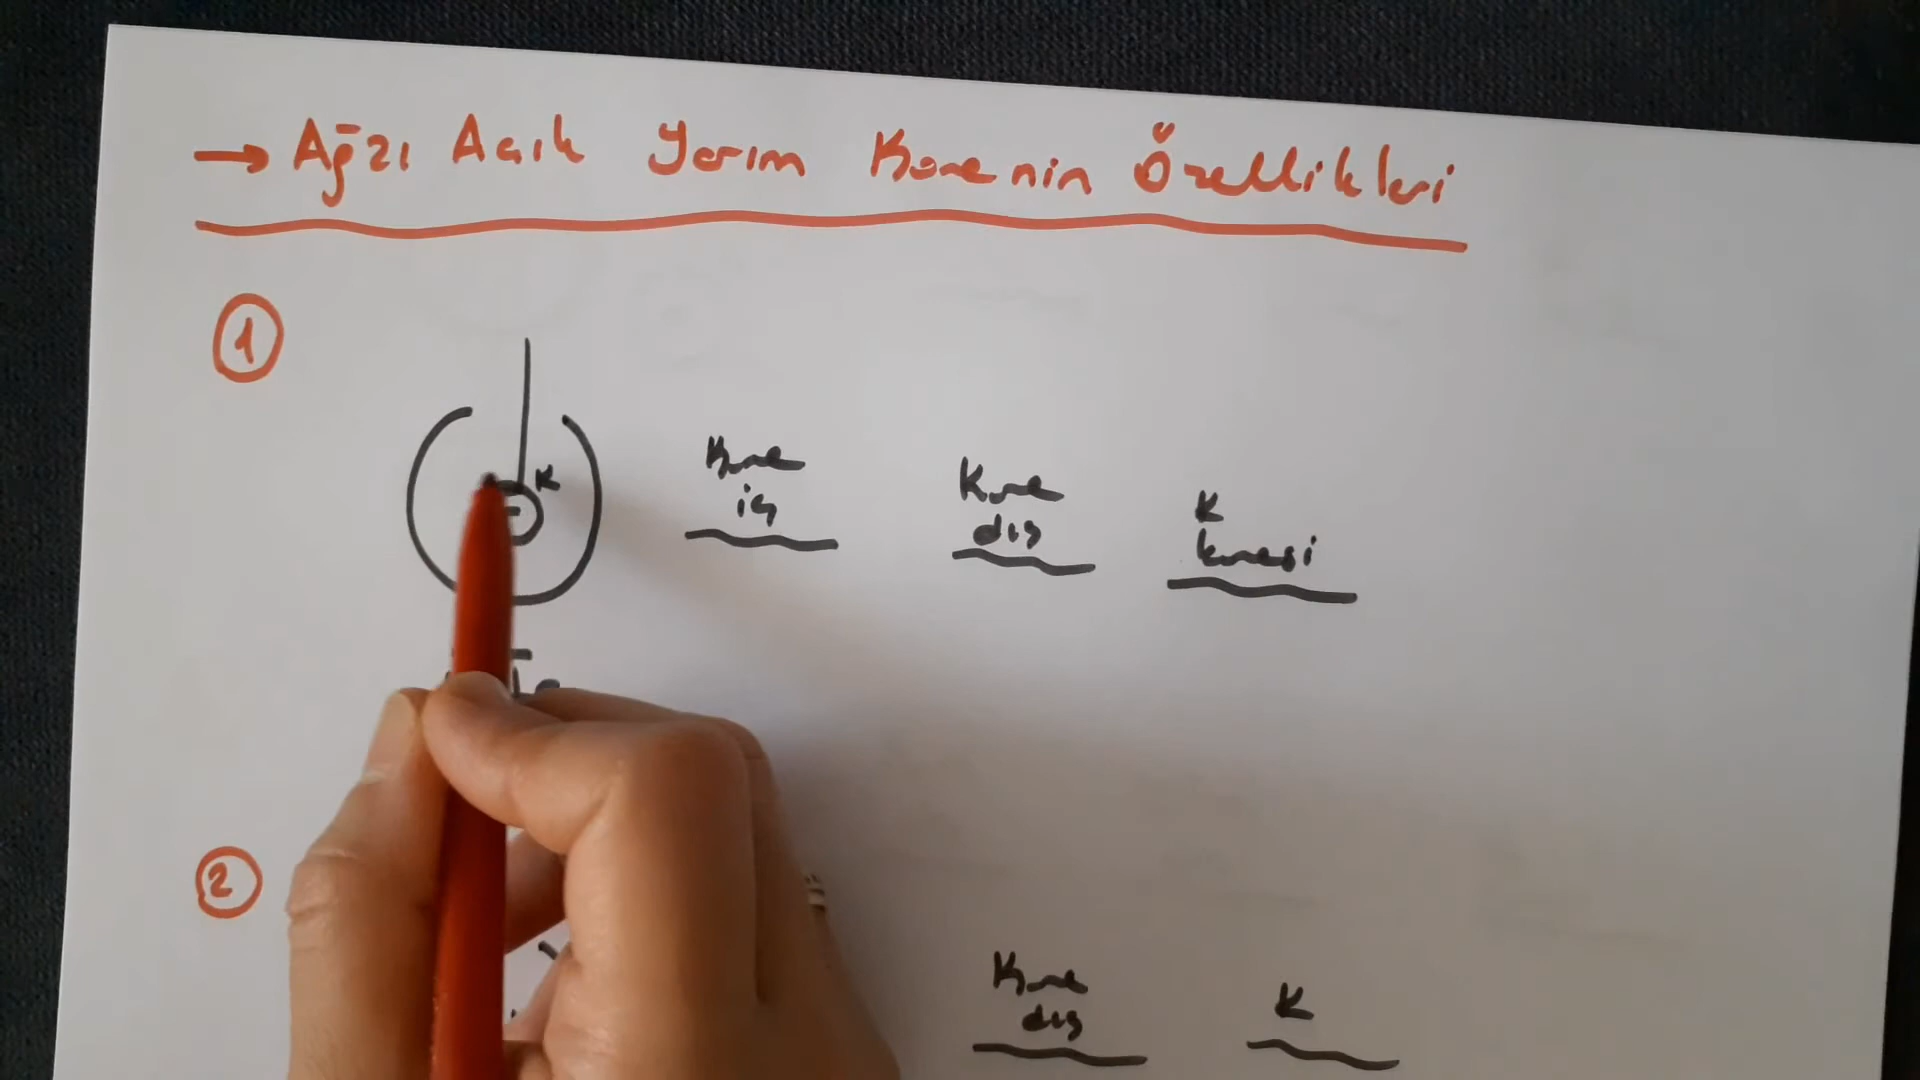 → Ağzı Açık Yarım Kürenin Özellikleri
1
K
Küre
iç
Küre
dış
K
küresi
-
2
Küre
dış
K